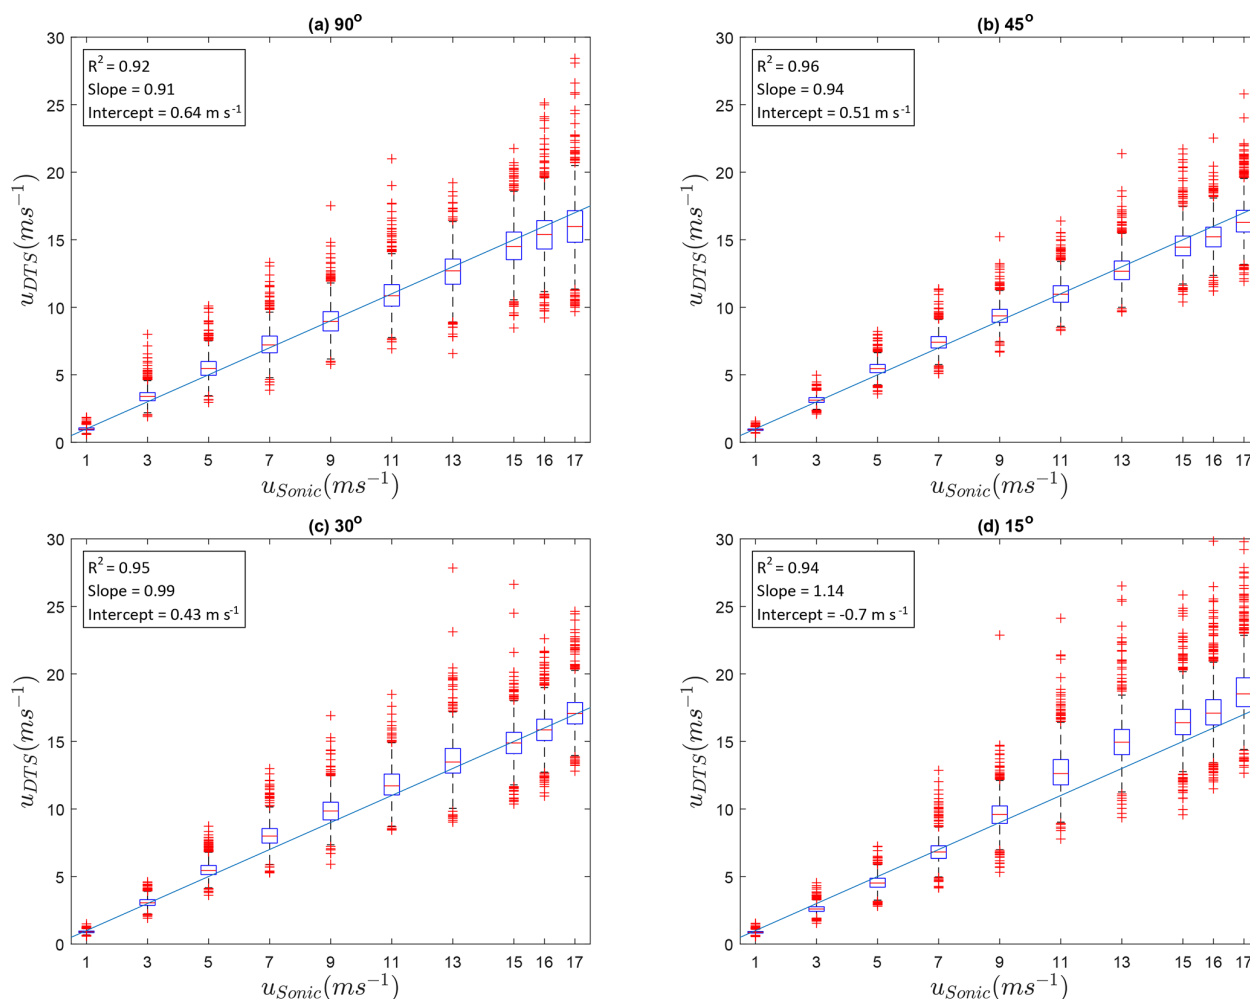 (a) 90°
R² = 0.92
Slope = 0.91
Intercept = 0.64 m s⁻¹
30
25
20
15
10
5
0
u_DTS(ms⁻¹)
1 3 5 7 9 11 13 15 16 17
u_Sonic(ms⁻¹)
(b) 45°
R² = 0.96
Slope = 0.94
Intercept = 0.51 m s⁻¹
30
25
20
15
10
5
0
u_DTS(ms⁻¹)
1 3 5 7 9 11 13 15 16 17
u_Sonic(ms⁻¹)
(c) 30°
R² = 0.95
Slope = 0.99
Intercept = 0.43 m s⁻¹
30
25
20
15
10
5
0
u_DTS(ms⁻¹)
1 3 5 7 9 11 13 15 16 17
u_Sonic(ms⁻¹)
(d) 15°
R² = 0.94
Slope = 1.14
Intercept = -0.7 m s⁻¹
30
25
20
15
10
5
0
u_DTS(ms⁻¹)
1 3 5 7 9 11 13 15 16 17
u_Sonic(ms⁻¹)